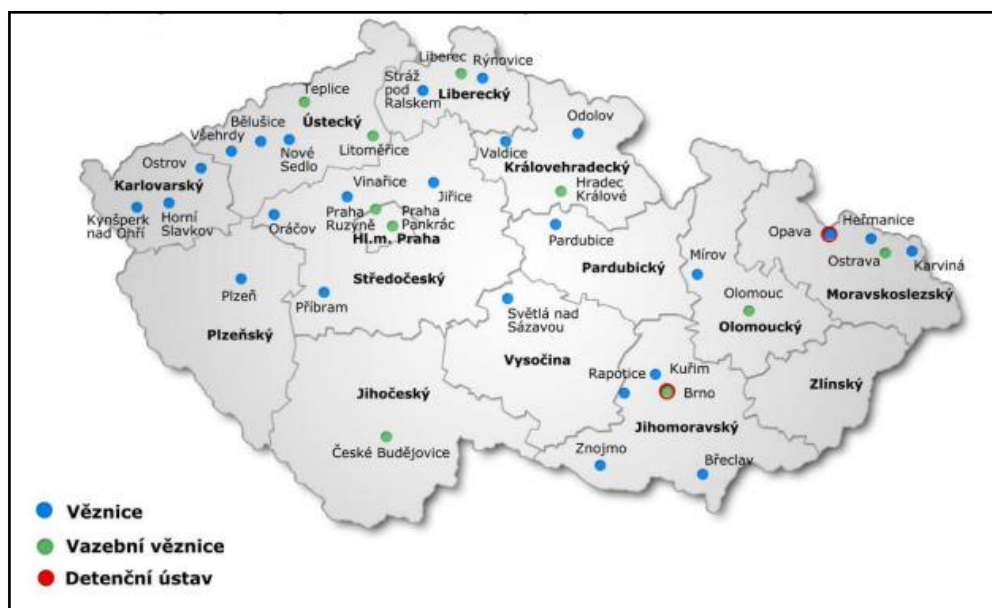 Liberec
Rýnovice
Stráž
pod
Ralskem
Liberecký
Teplice
Ústecký
Bělušice
Všehrdy
Nové
Sedlo
Litoměřice
Odolov
Valdice
Královehradecký
Hradec
Králové
Ostrov
Karlovarský
Kynšperk
nad Ohří
Horní
Slavkov
Vinařice
Jiřice
Oráčov
Praha
Ruzyně
Praha
Pankrác
Hl.m. Praha
Pardubice
Pardubický
Středočeský
Opava
Heřmanice
Ostrava
Karviná
Moravskoslezský
Mírov
Olomouc
Olomoucký
Plzeň
Plzeňský
Příbram
Světlá nad
Sázavou
Vysočina
Rapotice
Kuřim
Brno
Jihomoravský
Zlínský
Jihočeský
České Budějovice
Znojmo
Břeclav
Věznice
Vazební věznice
Detenční ústav